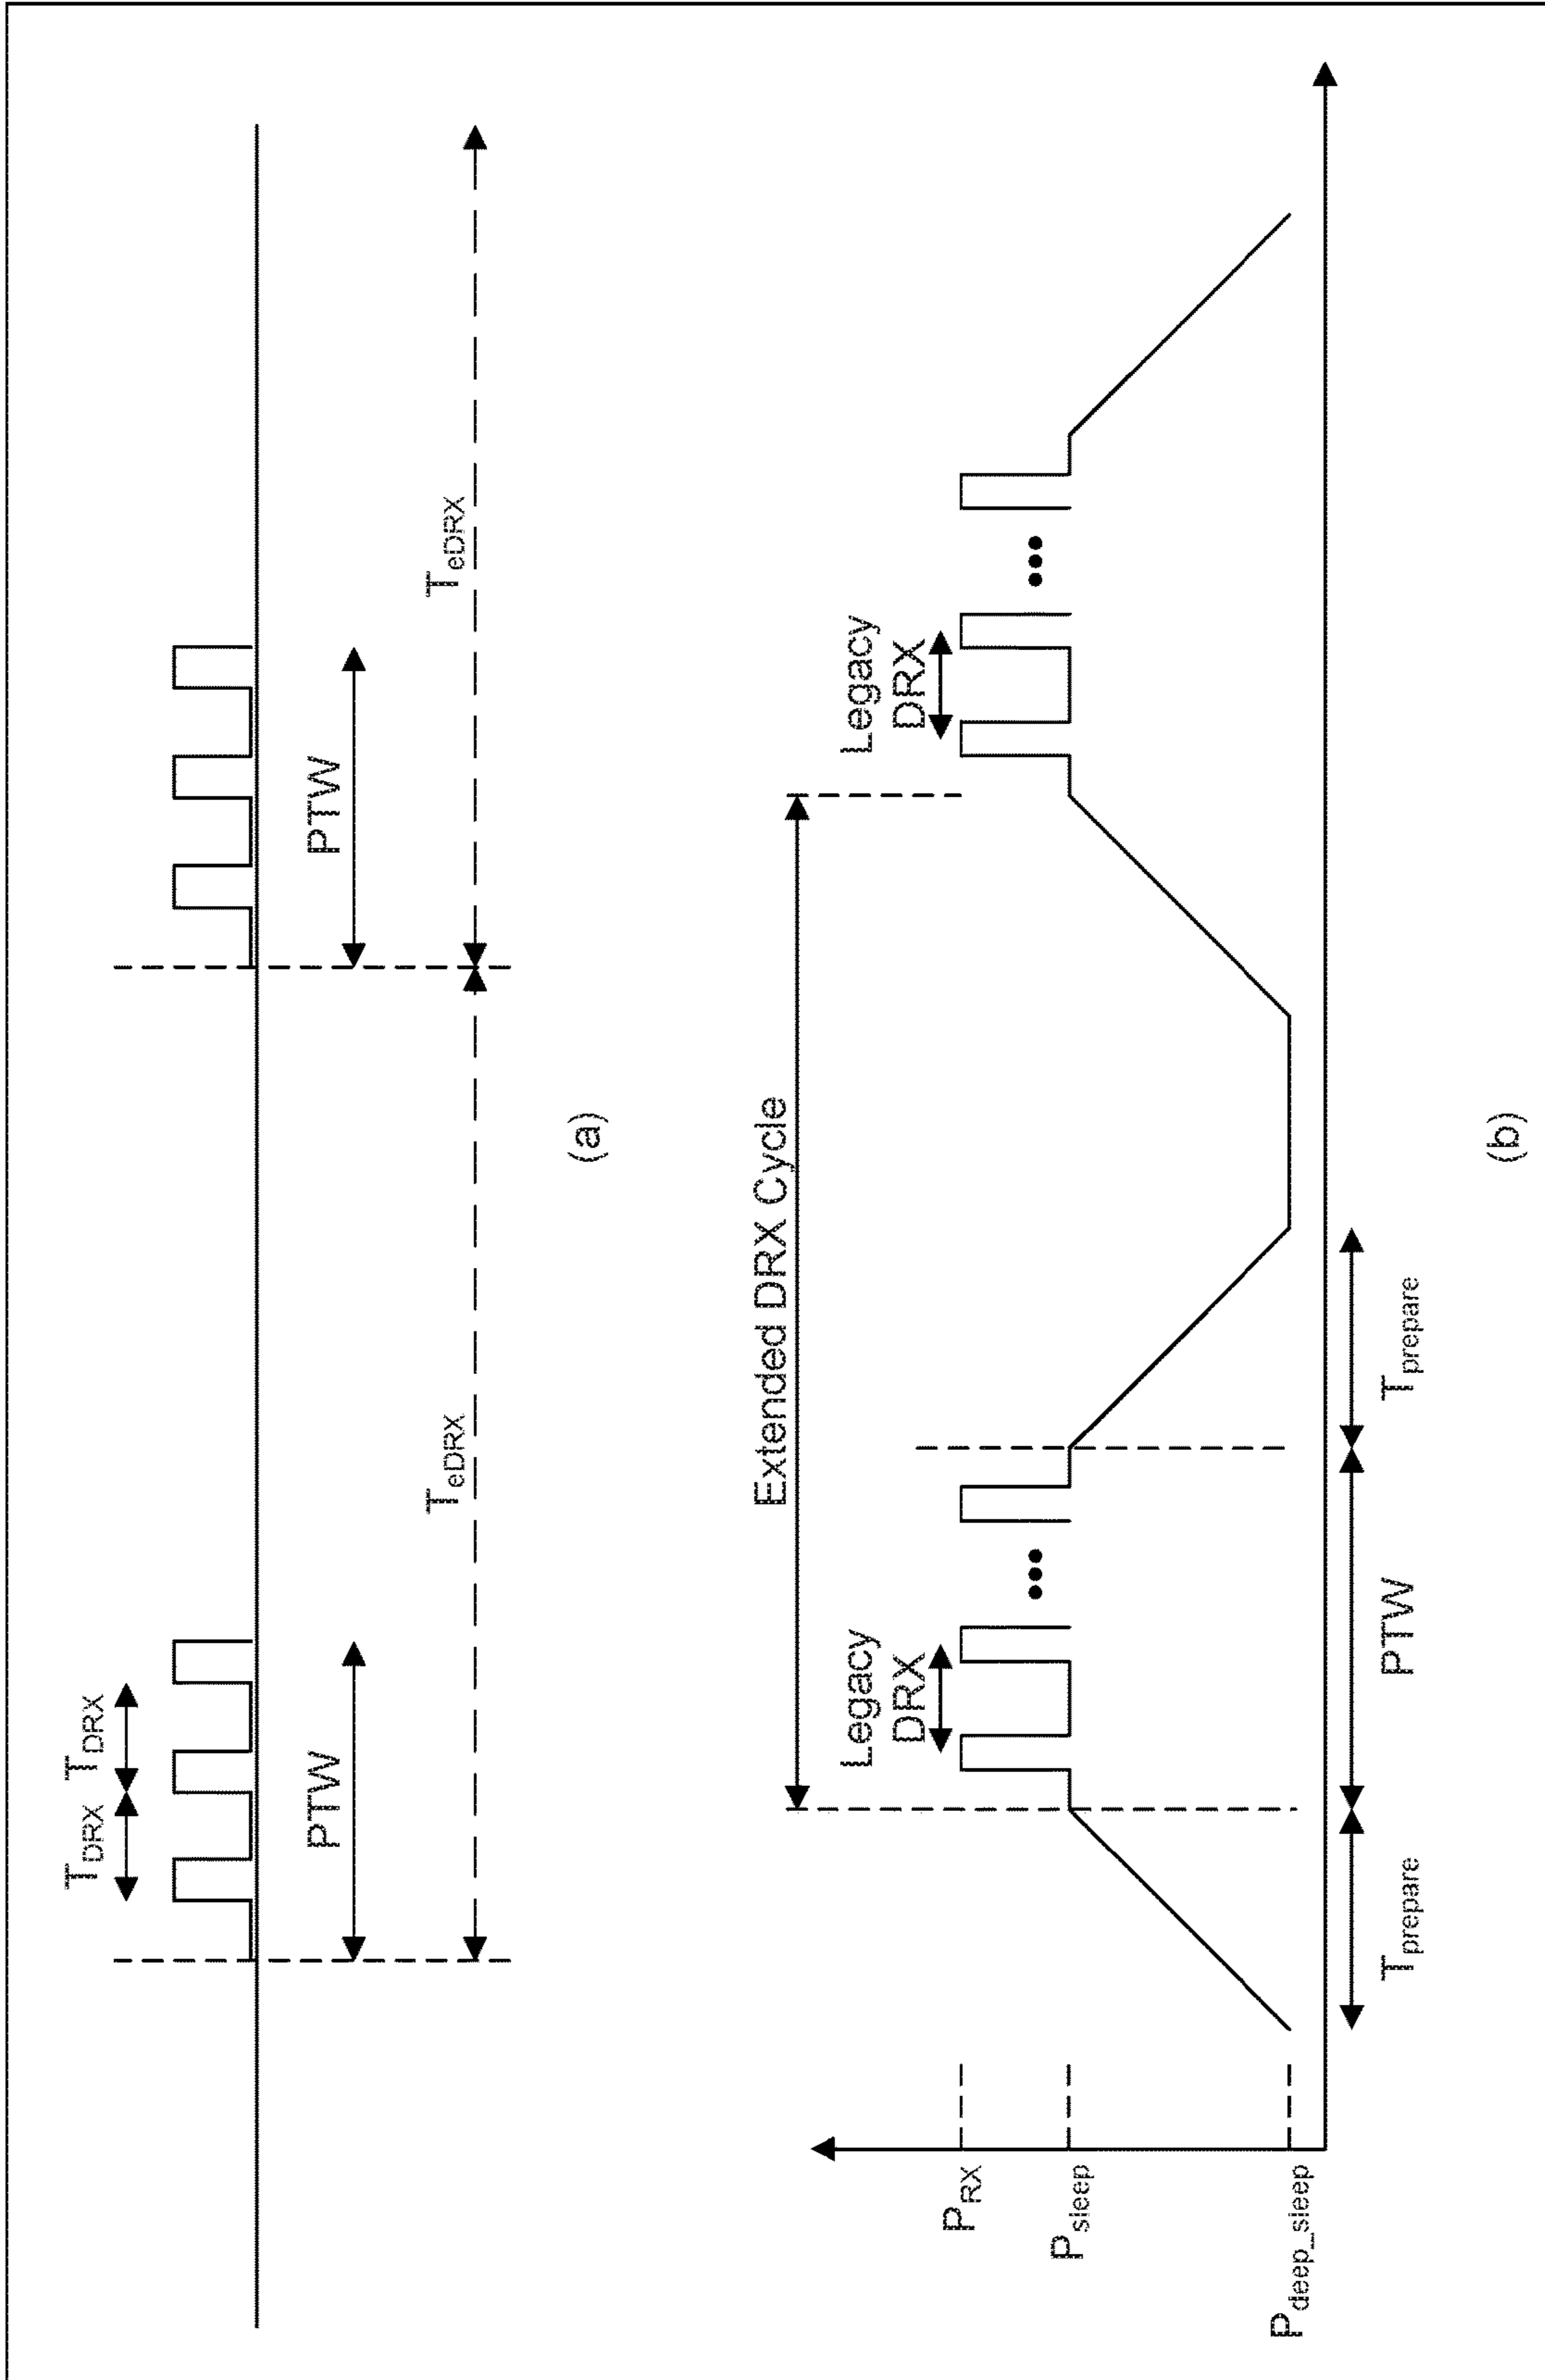 T_DRX T_DRX
PTW
PTW
T_eDRX
T_eDRX
(a)
Extended DRX Cycle
Legacy
DRX
Legacy
DRX
•••
•••
P_RX
P_sleep
P_deep_sleep
T_prepare
PTW
T_prepare
(b)